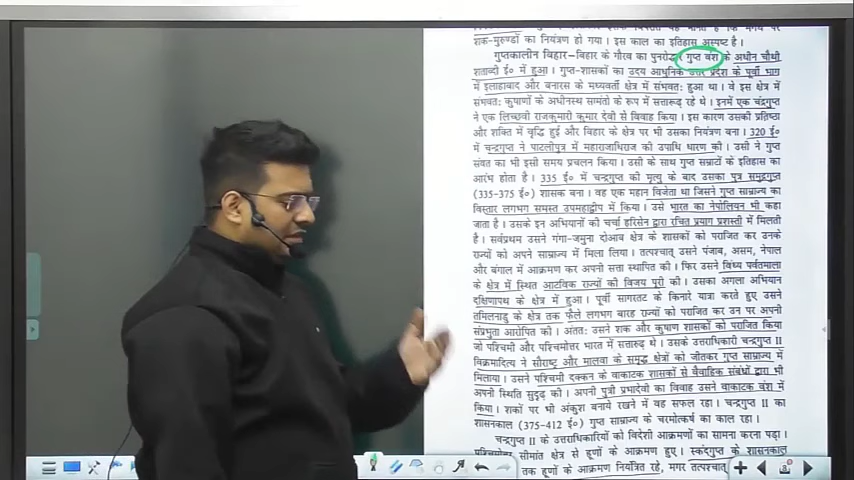 शक-मुरुण्डों का नियंत्रण हो गया । इस काल का इतिहास अस्पष्ट है ।
गुप्तकालीन विहार–बिहार के गौरव का पुनरोद्धार गुप्त वंश के अधीन चौथी
शताब्दी ई० में हुआ । गुप्त-शासकों का उदय आधुनिक उत्तर प्रदेश के पूर्वी भाग
में इलाहाबाद और बनारस के मध्यवर्ती क्षेत्र में संभवतः हुआ था । वे इस क्षेत्र में
संभवतः कुषाणों के अधीनस्थ सामंतो के रूप में सत्तारूढ़ रहे थे । इनमें एक चंद्रगुप्त
ने एक लिच्छवी राजकुमारी कुमार देवी से विवाह किया । इस कारण उसकी प्रतिष्ठा
और शक्ति में वृद्धि हुई और विहार के क्षेत्र पर भी उसका नियंत्रण बना । 320 ई०
में चन्द्रगुप्त ने पाटलीपुत्र में महाराजाधिराज की उपाधि धारण की । उसी ने गुप्त
संवत का भी इसी समय प्रचलन किया । उसी के साथ गुप्त सम्राटों के इतिहास का
आरंभ होता है । 335 ई० में चन्द्रगुप्त की मृत्यु के बाद उसका पुत्र समुद्रगुप्त
(335-375 ई०) शासक बना । वह एक महान विजेता था जिसने गुप्त साम्राज्य का
विस्तार लगभग समस्त उपमहाद्वीप में किया । उसे भारत का नेपोलियन भी कहा
जाता है । उसके इन अभियानों की चर्चा हरिसेन द्वारा रचित प्रयाग प्रशस्ती में मिलती
है । सर्वप्रथम उसने गंगा-जमुना दोआब क्षेत्र के शासकों को पराजित कर उनके
राज्यों को अपने साम्राज्य में मिला लिया । तत्पश्चात् उसने पंजाब, असम, नेपाल
और बंगाल में आक्रमण कर अपनी सत्ता स्थापित की । फिर उसने विंध्य पर्वतमाला
के क्षेत्र में स्थित आटविक राज्यों की विजय पूरी की । उसका अगला अभियान
दक्षिणापथ के क्षेत्र में हुआ । पूर्वी सागरतट के किनारे यात्रा करते हुए उसने
तमिलनाडु के क्षेत्र तक फैले लगभग बारह राज्यों को पराजित कर उन पर अपनी
संप्रभुता आरोपित की । अंततः उसने शक और कुषाण शासकों को पराजित किया
जो पश्चिमी और पश्चिमोत्तर भारत में सत्तारूढ़ थे । उसके उत्तराधिकारी चन्द्रगुप्त II
विक्रमादित्य ने सौराष्ट्र और मालवा के समृद्ध क्षेत्रों को जीतकर गुप्त साम्राज्य में
मिलाया । उसने पश्चिमी दक्कन के वाकाटक शासकों से वैवाहिक संबंधों द्वारा भी
अपनी स्थिति सुदृढ़ की । अपनी पुत्री प्रभादेवी का विवाह उसने वाकाटक वंश में
किया । शकों पर भी अंकुश बनाये रखने में वह सफल रहा । चन्द्रगुप्त II का
शासनकाल (375-412 ई०) गुप्त साम्राज्य के चरमोत्कर्ष का काल रहा ।
चन्द्रगुप्त II के उत्तराधिकारियों को विदेशी आक्रमणों का सामना करना पड़ा ।
पश्चिमोत्तर सीमांत क्षेत्र से हूणों के आक्रमण हुए । स्कंदगुप्त के शासनकाल
तक हूणों के आक्रमण नियंत्रित रहे, मगर तत्पश्चात्